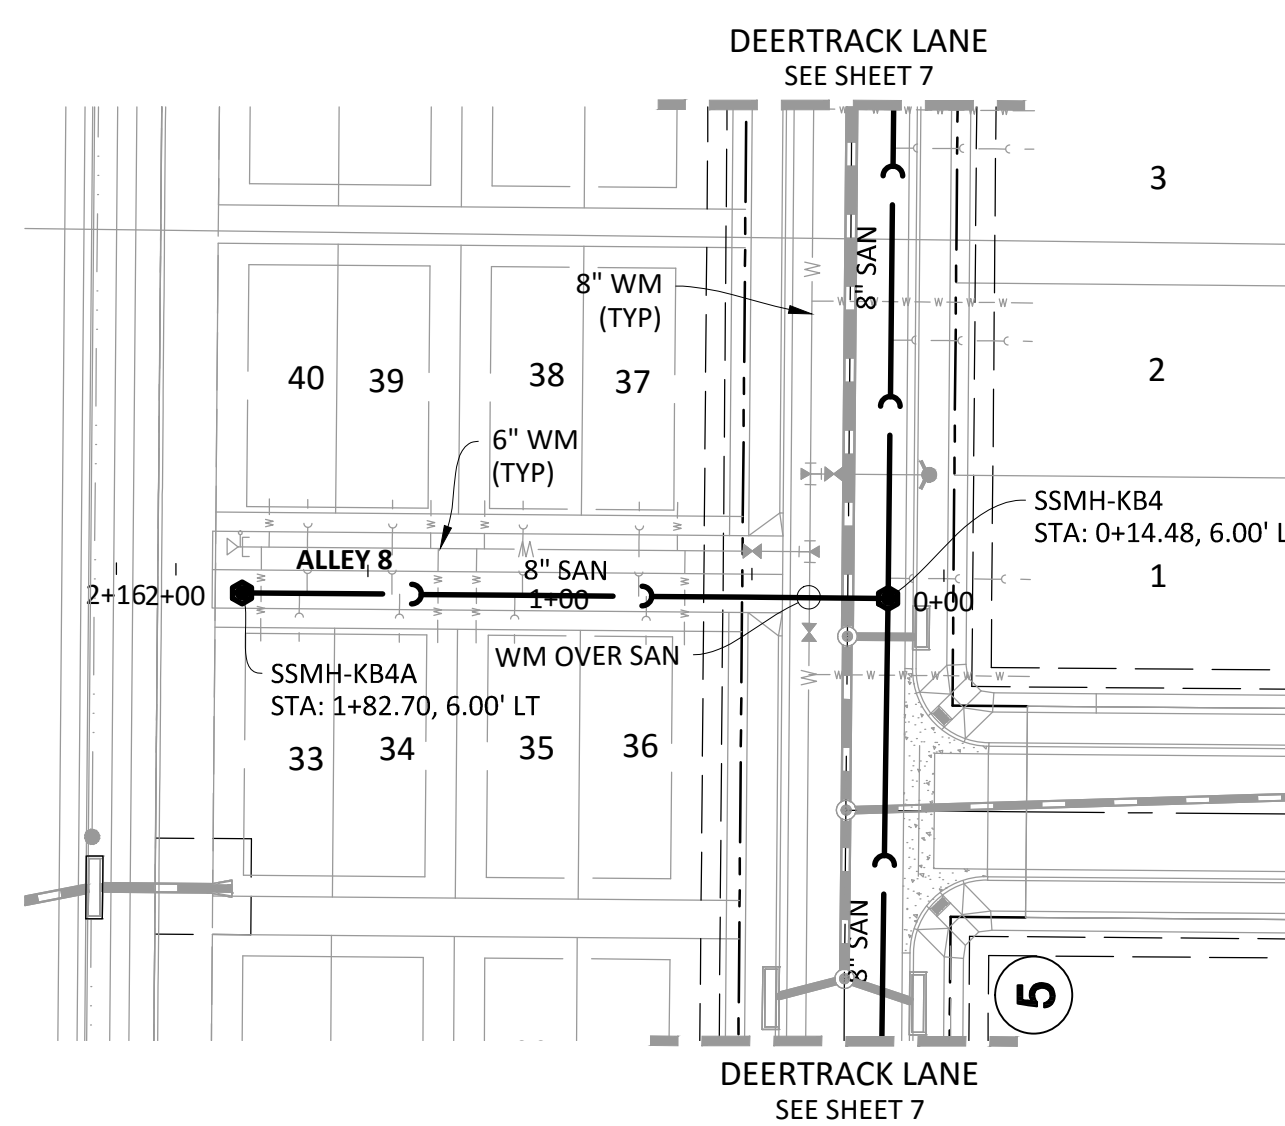 DEERTRACK LANE
SEE SHEET 7
3
8" SAN
8" WM
(TYP)
40
39
38
37
2
6" WM
(TYP)
SSMH-KB4
STA: 0+14.48, 6.00' L
ALLEY 8
8" SAN
1+00
1
2+16
2+00
0+00
WM OVER SAN
SSMH-KB4A
STA: 1+82.70, 6.00' LT
33
34
35
36
8" SAN
5
DEERTRACK LANE
SEE SHEET 7